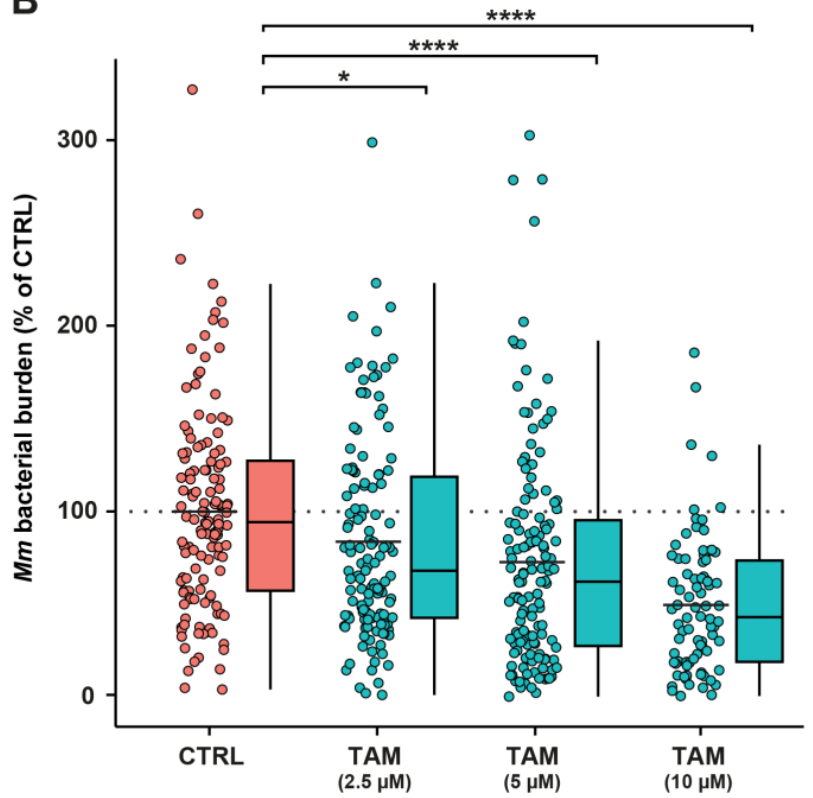 B
****
****
*
300
200
100
0
Mm bacterial burden (% of CTRL)
CTRL
TAM
(2.5 µM)
TAM
(5 µM)
TAM
(10 µM)